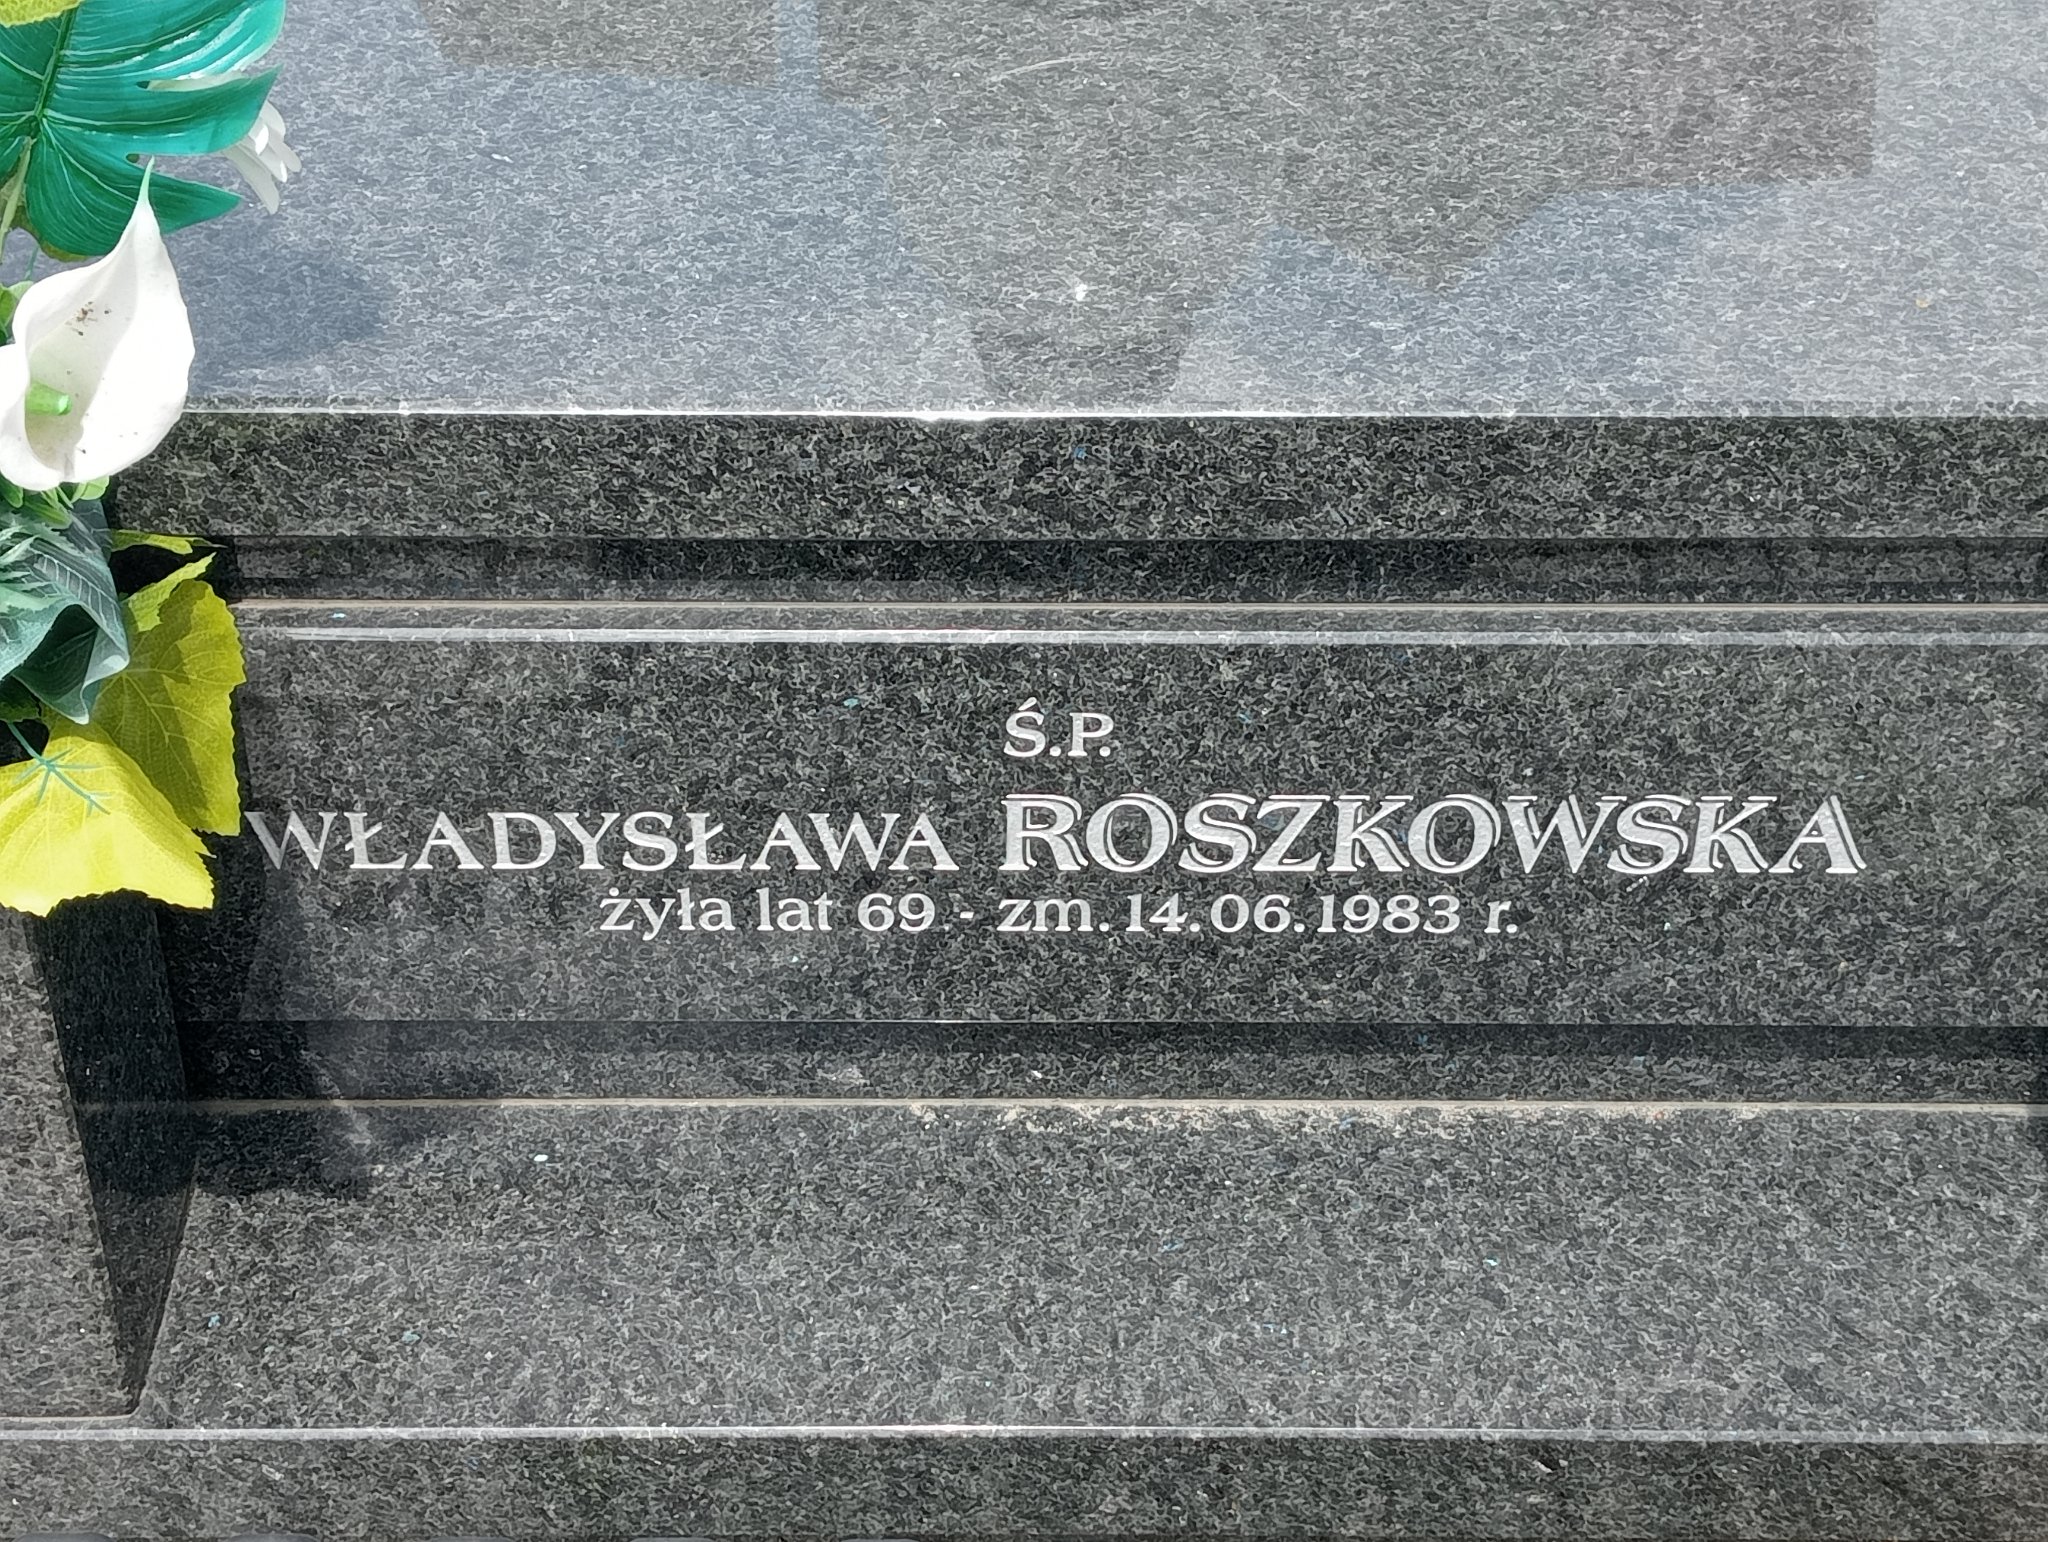 Ś.P.
WŁADYSŁAWA ROSZKOWSKA
żyła lat 69 - zm. 14.06.1983 r.